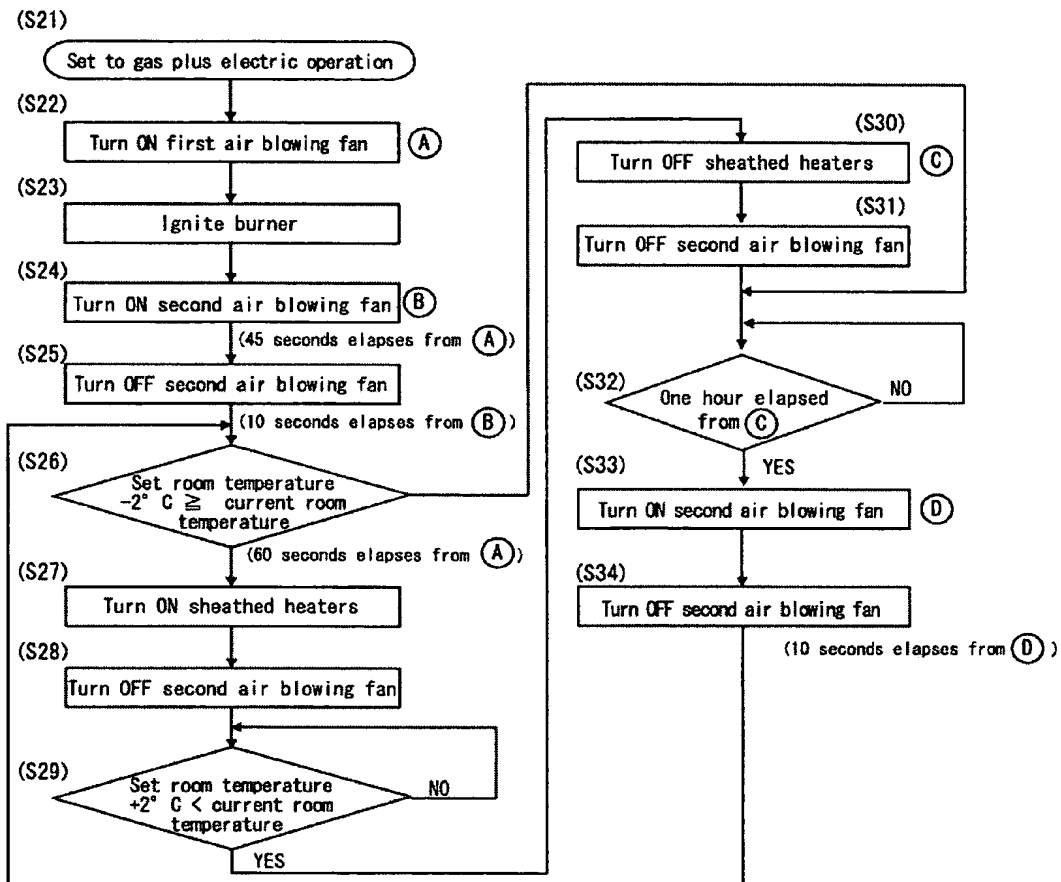 (S21)
Set to gas plus electric operation
(S22)
Turn ON first air blowing fan A
(S23)
Ignite burner
(S24)
Turn ON second air blowing fan B
(45 seconds elapses from A)
(S25)
Turn OFF second air blowing fan
(10 seconds elapses from B)
(S26)
Set room temperature
−2° C ≧ current room
temperature
(60 seconds elapses from A)
(S27)
Turn ON sheathed heaters
(S28)
Turn OFF second air blowing fan
(S29)
Set room temperature
+2° C < current room
temperature
NO
YES
(S30)
Turn OFF sheathed heaters C
(S31)
Turn OFF second air blowing fan
(S32)
One hour elapsed
from C
NO
YES
(S33)
Turn ON second air blowing fan D
(S34)
Turn OFF second air blowing fan
(10 seconds elapses from D)